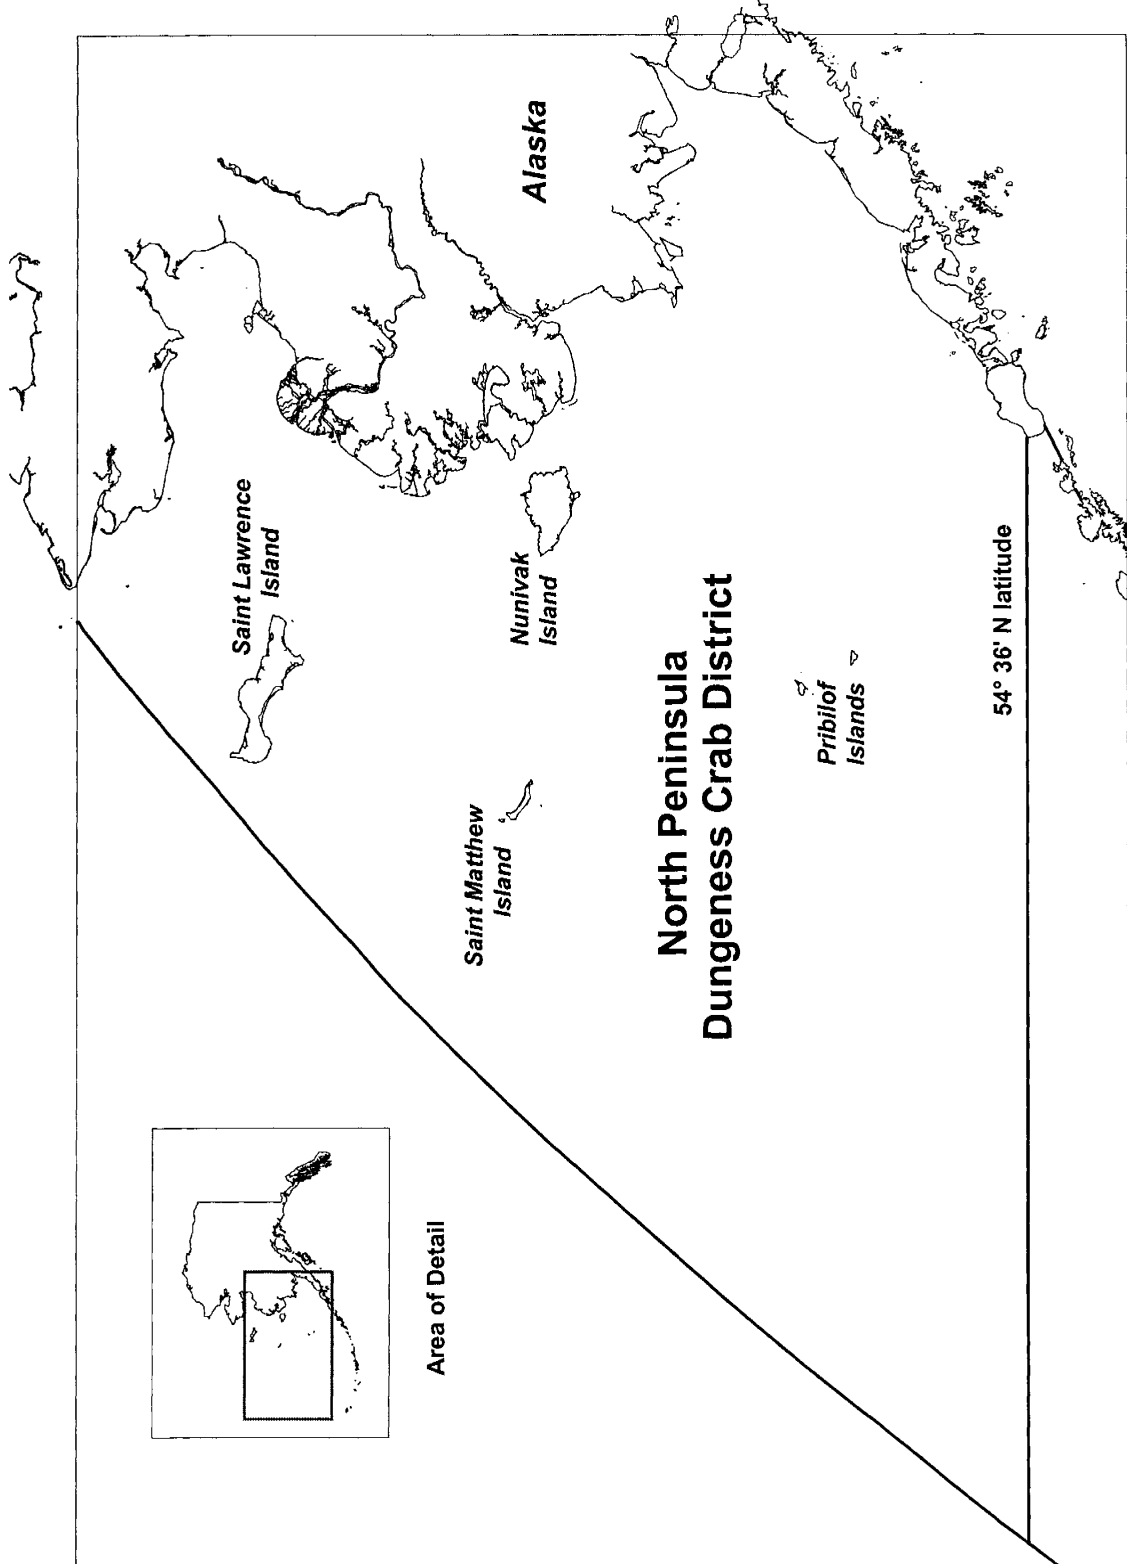 Alaska
Saint Lawrence
Island
Nunivak
Island
Saint Matthew
Island
North Peninsula
Dungeness Crab District
Pribilof
Islands
54° 36' N latitude
Area of Detail